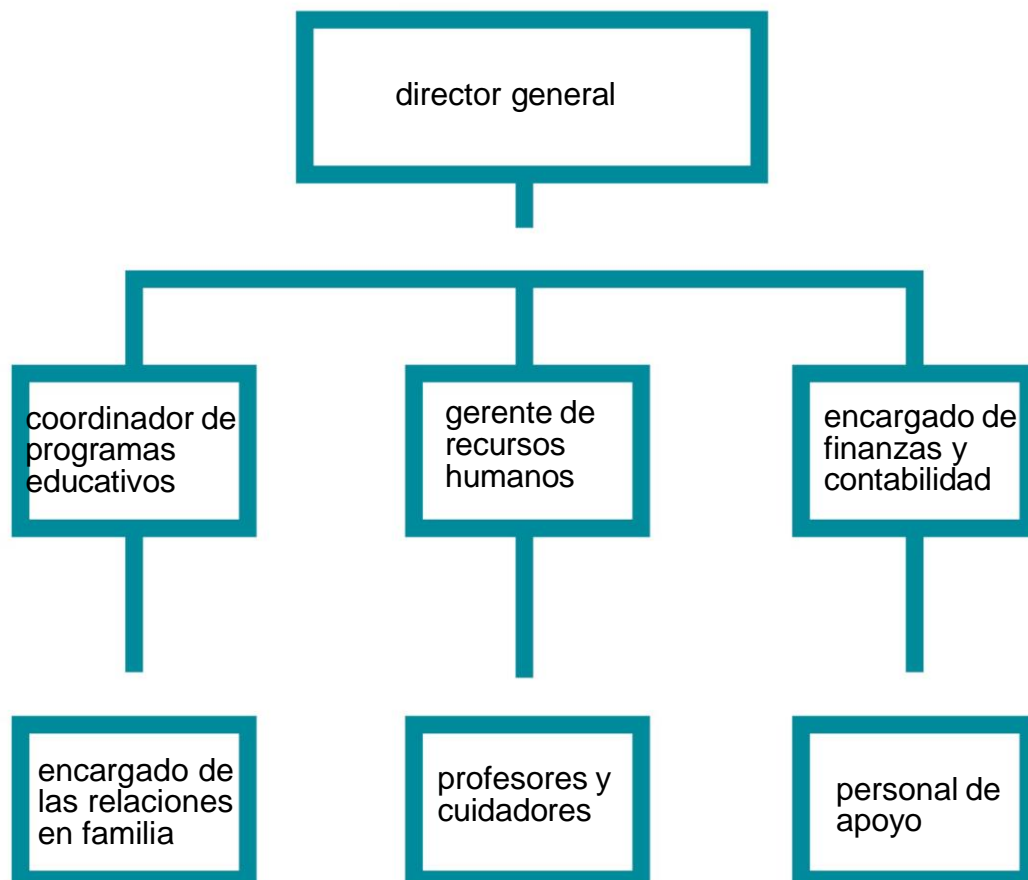 director general
coordinador de
programas
educativos
gerente de
recursos
humanos
encargado de
finanzas y
contabilidad
encargado de
las relaciones
en familia
profesores y
cuidadores
personal de
apoyo